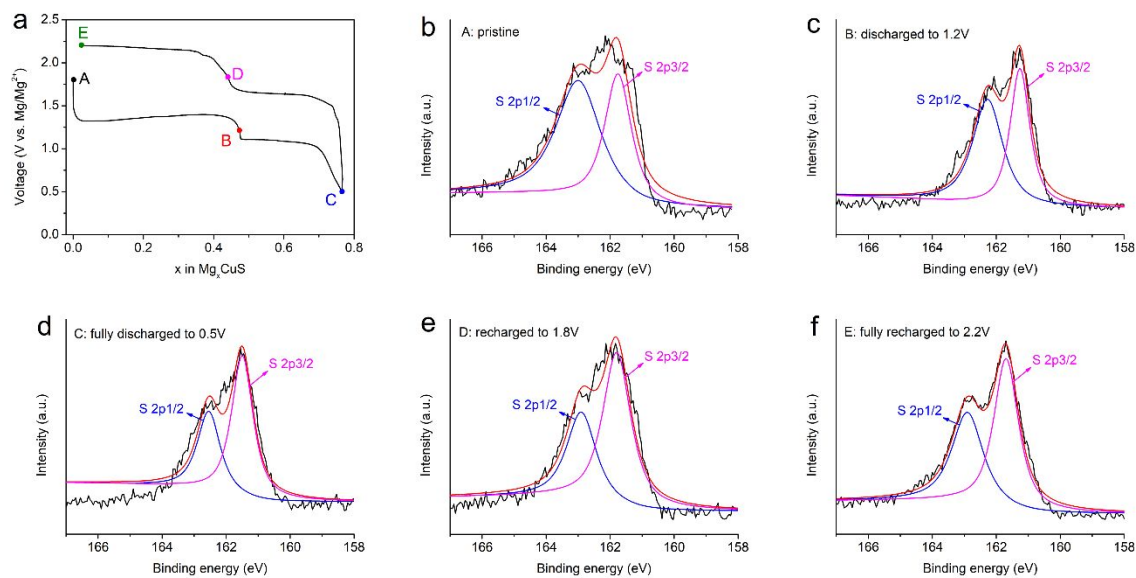 a
2.5
2.0
1.5
1.0
0.5
0.0
Voltage (V vs. Mg/Mg²⁺)
E
A
D
B
C
0.0 0.2 0.4 0.6 0.8
x in MgₓCuS
b
A: pristine
S 2p1/2
S 2p3/2
Intensity (a.u.)
166 164 162 160 158
Binding energy (eV)
c
B: discharged to 1.2V
S 2p1/2
S 2p3/2
Intensity (a.u.)
166 164 162 160 158
Binding energy (eV)
d
C: fully discharged to 0.5V
S 2p3/2
S 2p1/2
Intensity (a.u.)
166 164 162 160 158
Binding energy (eV)
e
D: recharged to 1.8V
S 2p3/2
S 2p1/2
Intensity (a.u.)
166 164 162 160 158
Binding energy (eV)
f
E: fully recharged to 2.2V
S 2p3/2
S 2p1/2
Intensity (a.u.)
166 164 162 160 158
Binding energy (eV)